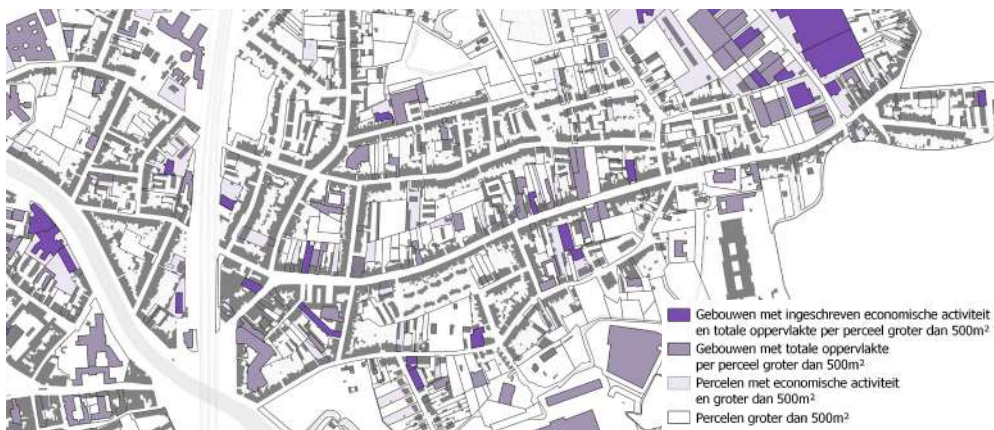 Gebouwen met ingeschreven economische activiteit
en totale oppervlakte per perceel groter dan 500m²
Gebouwen met totale oppervlakte
per perceel groter dan 500m²
Percelen met economische activiteit
en groter dan 500m²
Percelen groter dan 500m²